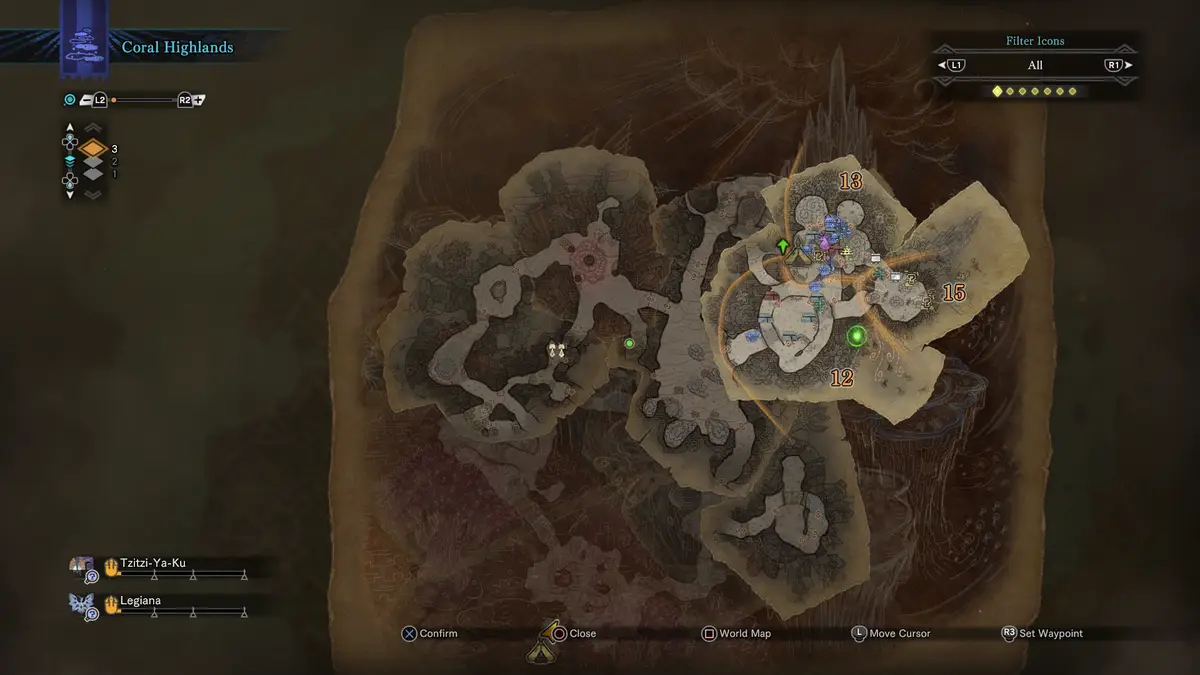 Coral Highlands
Filter Icons
L1 All R1
L2 R2
3
2
1
13
15
12
Tzitzi-Ya-Ku
Legiana
Confirm
Close
World Map
L Move Cursor
R3 Set Waypoint